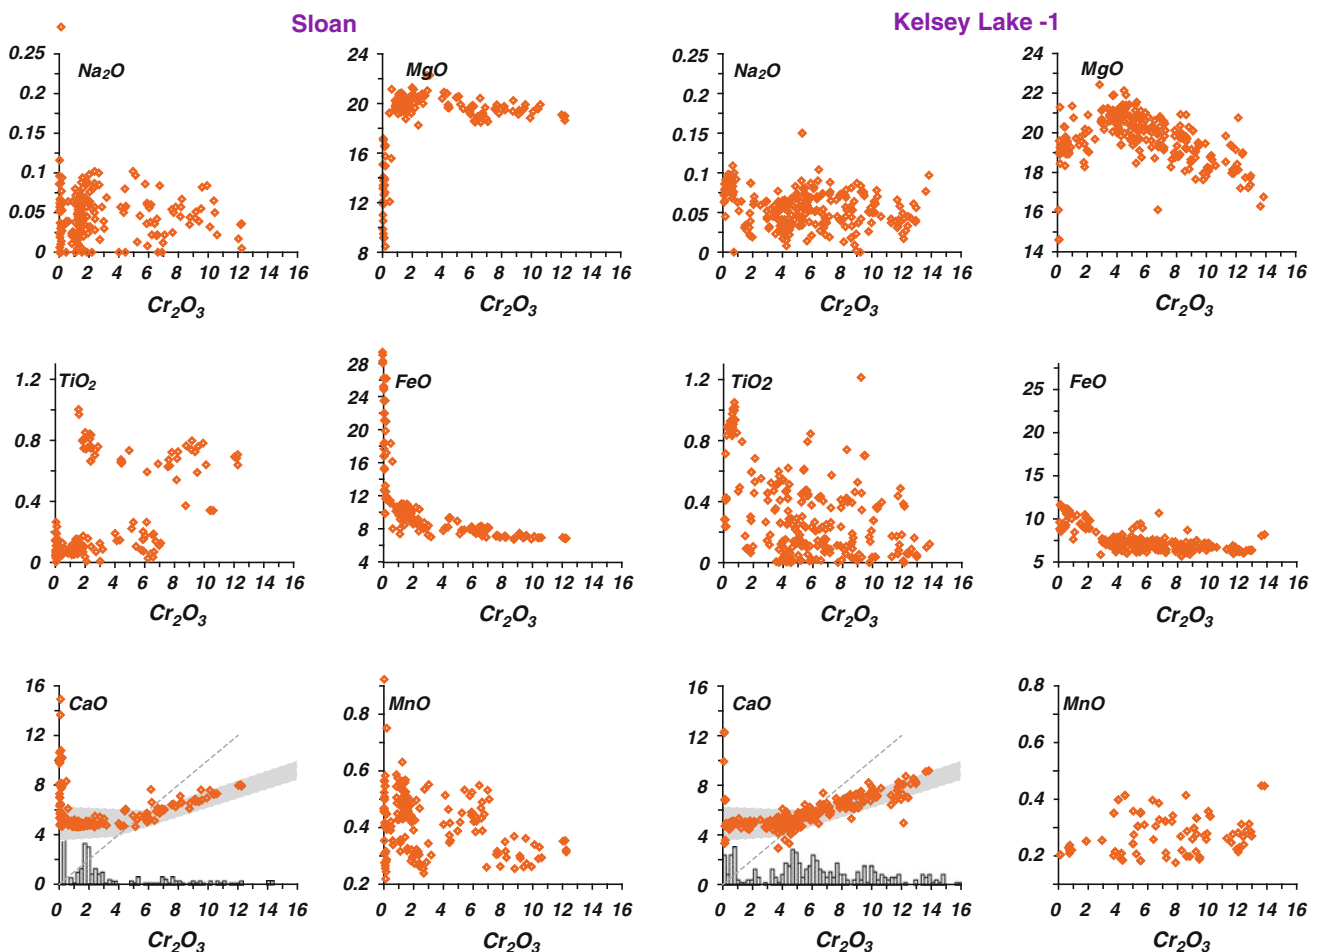 Sloan
Kelsey Lake -1
0.25
0.2
0.15
0.1
0.05
0
Na₂O
0 2 4 6 8 10 12 14 16
Cr₂O₃
24
20
16
12
8
MgO
0 2 4 6 8 10 12 14 16
Cr₂O₃
0.25
0.2
0.15
0.1
0.05
0
Na₂O
0 2 4 6 8 10 12 14 16
Cr₂O₃
24
22
20
18
16
14
MgO
0 2 4 6 8 10 12 14 16
Cr₂O₃
1.2
0.8
0.4
0
TiO₂
0 2 4 6 8 10 12 14 16
Cr₂O₃
28
24
20
16
12
8
4
FeO
0 2 4 6 8 10 12 14 16
Cr₂O₃
1.2
0.8
0.4
0
TiO2
0 2 4 6 8 10 12 14 16
Cr₂O₃
25
20
15
10
5
FeO
0 2 4 6 8 10 12 14 16
Cr₂O₃
16
12
8
4
0
CaO
0 2 4 6 8 10 12 14 16
Cr₂O₃
0.8
0.6
0.4
0.2
MnO
0 2 4 6 8 10 12 14 16
Cr₂O₃
16
12
8
4
0
CaO
0 2 4 6 8 10 12 14 16
Cr₂O₃
0.8
0.6
0.4
0.2
MnO
0 2 4 6 8 10 12 14 16
Cr₂O₃